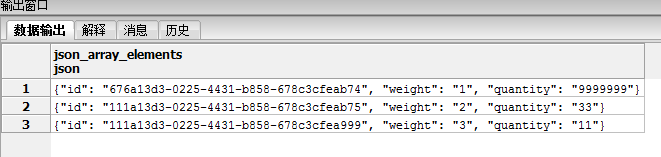 输出窗口
数据输出 解释 消息 历史
json_array_elements
json
1 {"id": "676a13d3-0225-4431-b858-678c3cfeab74", "weight": "1", "quantity": "9999999"}
2 {"id": "111a13d3-0225-4431-b858-678c3cfeab75", "weight": "2", "quantity": "33"}
3 {"id": "111a13d3-0225-4431-b858-678c3cfea999", "weight": "3", "quantity": "11"}